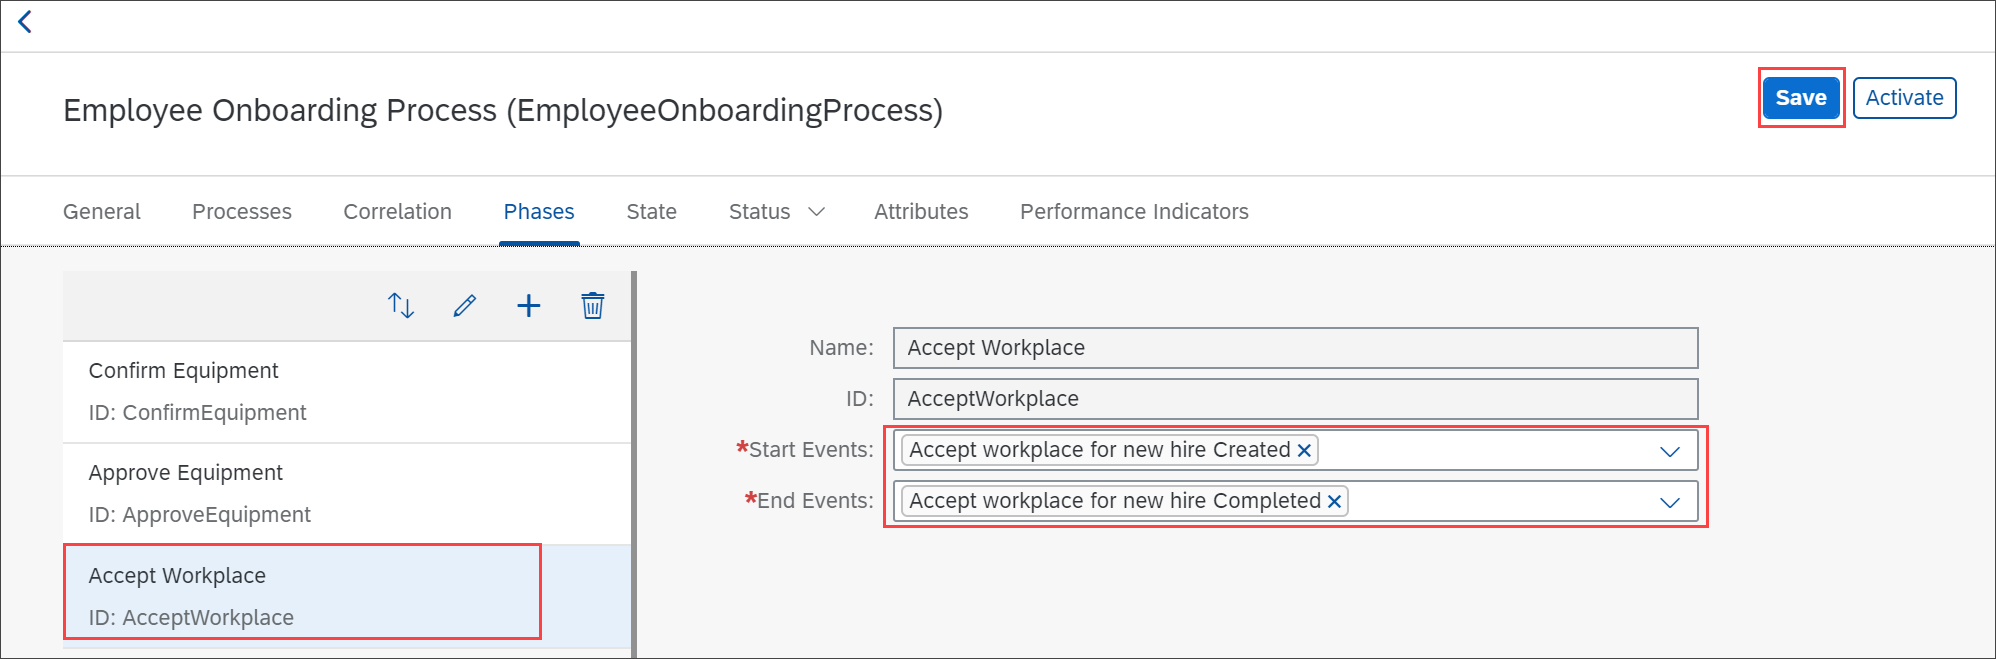 Employee Onboarding Process (EmployeeOnboardingProcess)
Save
Activate
General Processes Correlation Phases State Status Attributes Performance Indicators
Confirm Equipment
ID: ConfirmEquipment
Approve Equipment
ID: ApproveEquipment
Accept Workplace
ID: AcceptWorkplace
Name: Accept Workplace
ID: AcceptWorkplace
*Start Events: Accept workplace for new hire Created
*End Events: Accept workplace for new hire Completed